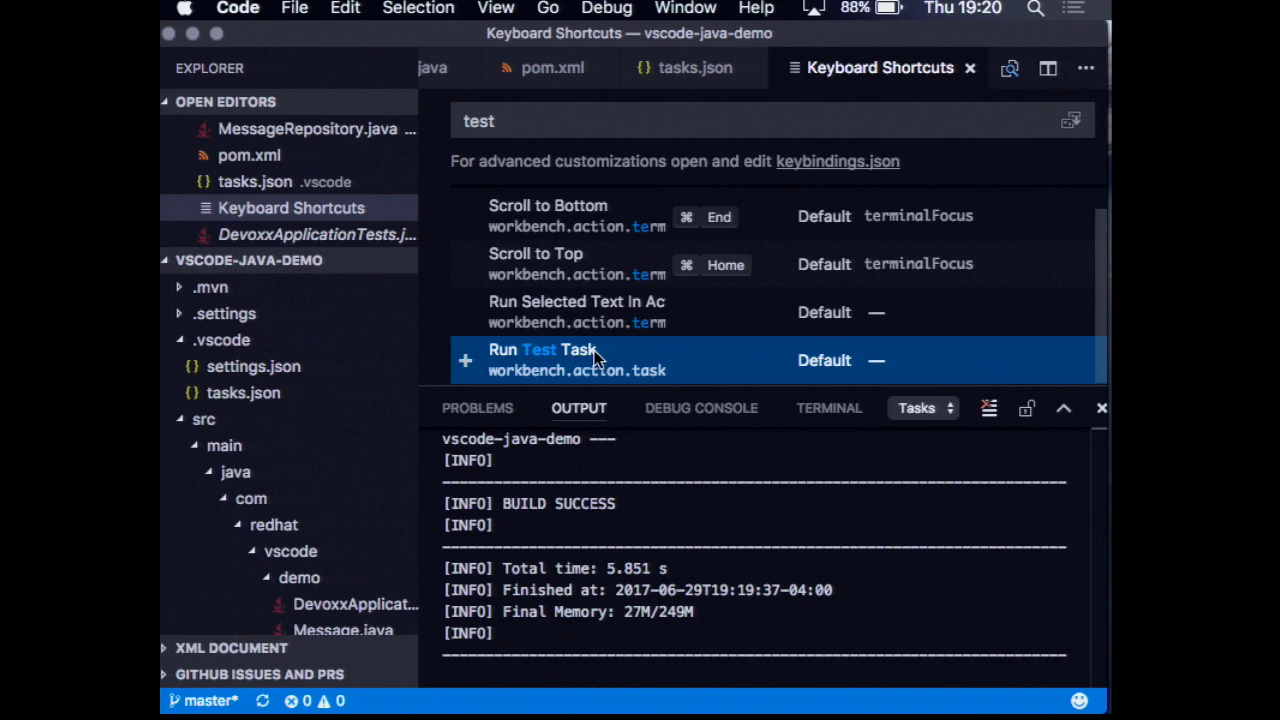 Code File Edit Selection View Go Debug Window Help 88% Thu 19:20
Keyboard Shortcuts — vscode-java-demo
EXPLORER
OPEN EDITORS
MessageRepository.java ...
pom.xml
tasks.json .vscode
Keyboard Shortcuts
DevoxxApplicationTests.j...
VSCODE-JAVA-DEMO
.mvn
.settings
.vscode
settings.json
tasks.json
src
main
java
com
redhat
vscode
demo
DevoxxApplicat...
Message.java
XML DOCUMENT
GITHUB ISSUES AND PRS
java pom.xml {} tasks.json Keyboard Shortcuts
test
For advanced customizations open and edit keybindings.json
Scroll to Bottom
workbench.action.term ⌘ End Default terminalFocus
Scroll to Top
workbench.action.term ⌘ Home Default terminalFocus
Run Selected Text In Ac
workbench.action.term Default —
Run Test Task
workbench.action.task Default —
PROBLEMS OUTPUT DEBUG CONSOLE TERMINAL Tasks
vscode-java-demo ---
[INFO]
[INFO] BUILD SUCCESS
[INFO]
[INFO] Total time: 5.851 s
[INFO] Finished at: 2017-06-29T19:19:37-04:00
[INFO] Final Memory: 27M/249M
[INFO]
master* 0 0